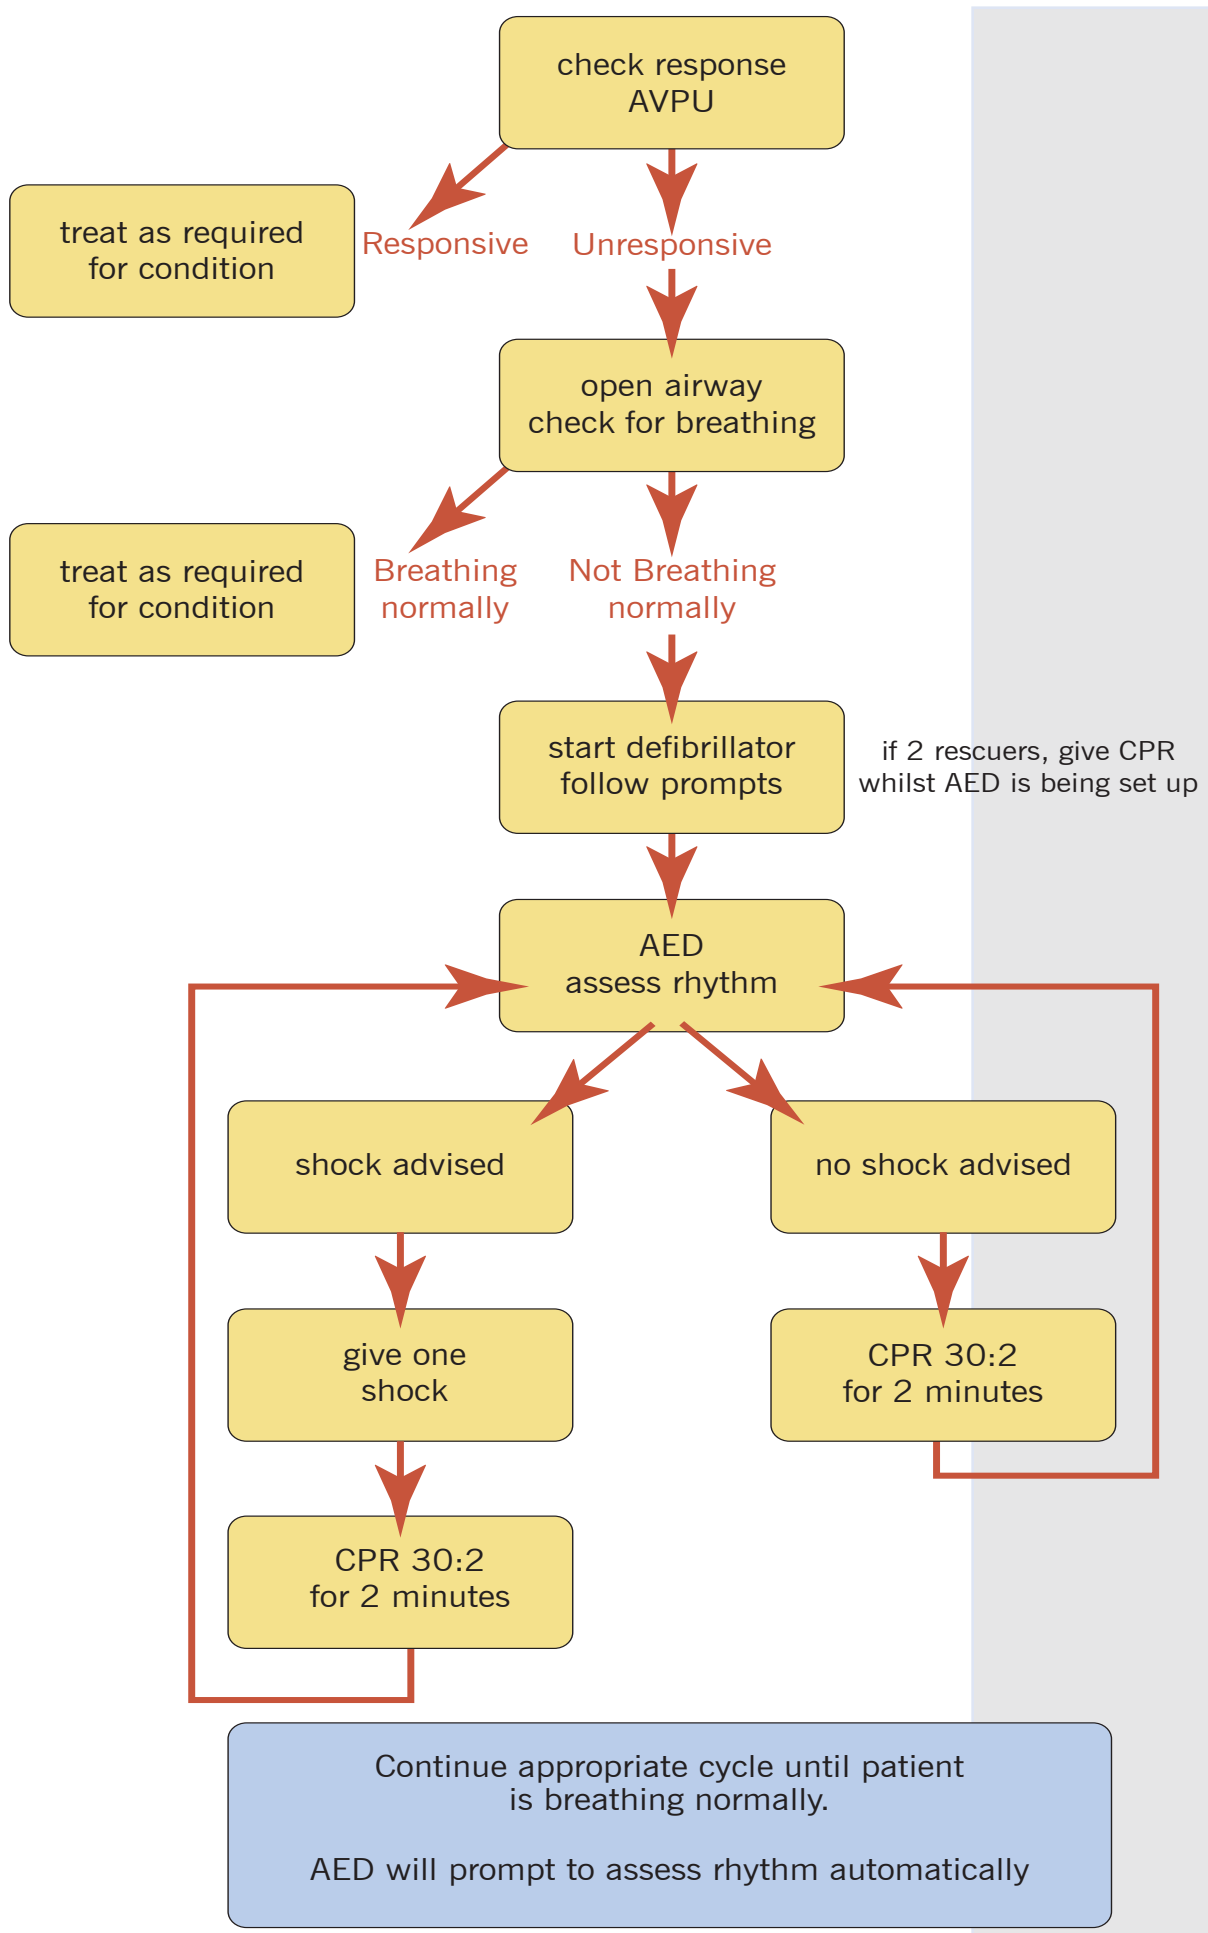 check response
AVPU
treat as required
for condition
Responsive
Unresponsive
open airway
check for breathing
treat as required
for condition
Breathing
normally
Not Breathing
normally
start defibrillator
follow prompts
if 2 rescuers, give CPR
whilst AED is being set up
AED
assess rhythm
shock advised
no shock advised
give one
shock
CPR 30:2
for 2 minutes
CPR 30:2
for 2 minutes
Continue appropriate cycle until patient
is breathing normally.
AED will prompt to assess rhythm automatically